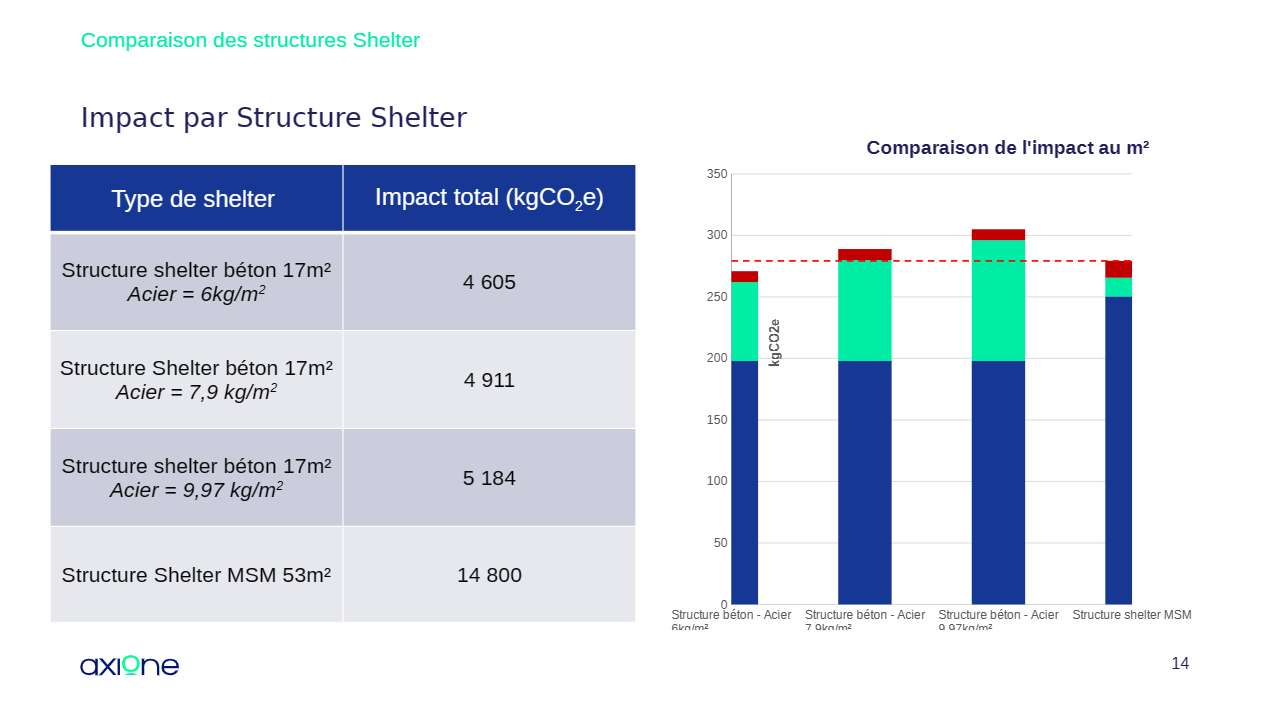 Comparaison des structures Shelter
Impact par Structure Shelter
Type de shelter
Impact total (kgCO2e)
Structure shelter béton 17m²
Acier = 6kg/m²
4 605
Structure Shelter béton 17m²
Acier = 7,9 kg/m²
4 911
Structure shelter béton 17m²
Acier = 9,97 kg/m²
5 184
Structure Shelter MSM 53m²
14 800
Comparaison de l'impact au m²
350
300
250
200
150
100
50
0
kgCO2e
Structure béton - Acier
6kg/m²
Structure béton - Acier
7,9kg/m²
Structure béton - Acier
9,97kg/m²
Structure shelter MSM
axione
14